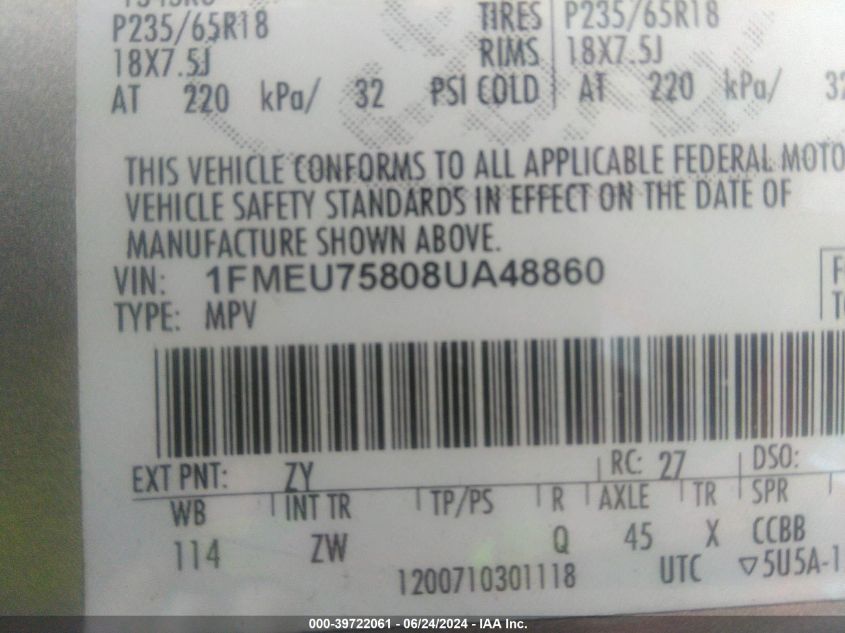 P235/65R18 TIRES P235/65R18
18X7.5J RIMS 18X7.5J
AT 220 kPa/ 32 PSI COLD AT 220 kPa/ 32
THIS VEHICLE CONFORMS TO ALL APPLICABLE FEDERAL MOTO
VEHICLE SAFETY STANDARDS IN EFFECT ON THE DATE OF
MANUFACTURE SHOWN ABOVE.
VIN: 1FMEU75808UA48860
TYPE: MPV
EXT PNT: ZY RC: 27 DSO:
WB INT TR TP/PS R AXLE TR SPR
114 ZW Q 45 X CCBB
1200710301118 UTC ▽5U5A-1
000-39722061 - 06/24/2024 - IAA Inc.